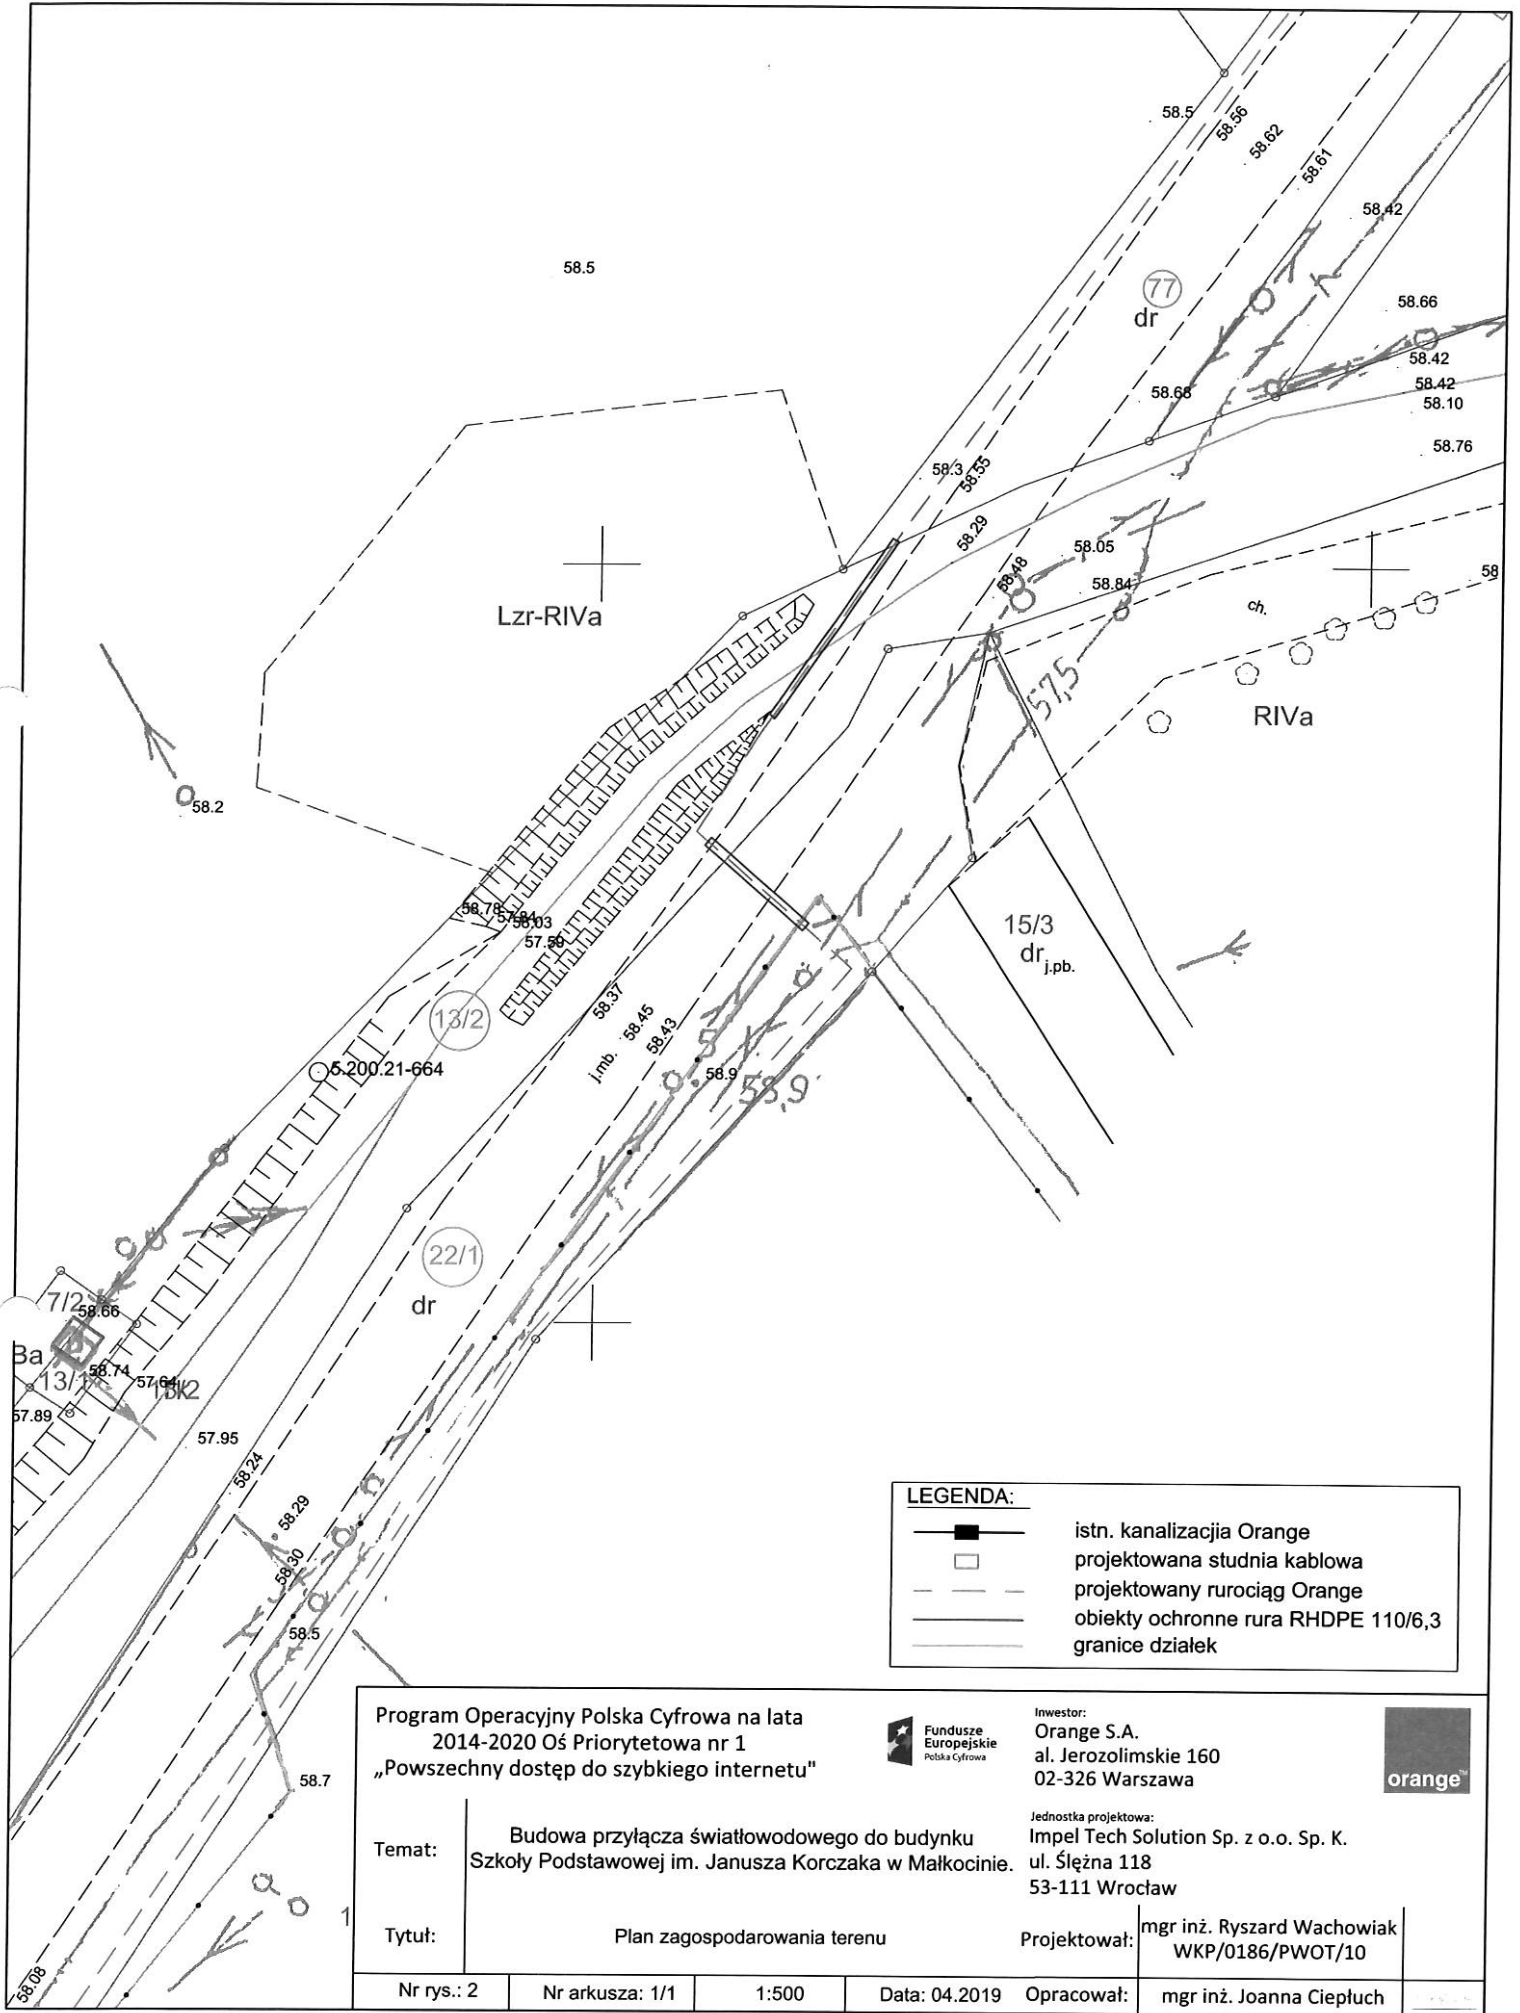 58.5
58.56
58.62
58.61
58.42
58.5
77
dr
58.66
58.42
58.42
58.10
58.68
58.76
58.3
58.55
58.29
58.48
58.05
58.84
58
ch.
Lzr-RIVa
57,5
RIVa
58.2
58.78
57.84
58.03
57.59
15/3
dr
j.pb.
13/2
58.37
58.45
58.43
j.mb.
5
5.200.21-664
58.9
58,9
22/1
dr
7/2
58.66
Ba
13/1
58.74
57.64
57.89
57.95
58.24
58.29
58.30
58.5
58.7
1
58.08
LEGENDA:
istn. kanalizacjia Orange
projektowana studnia kablowa
projektowany rurociąg Orange
obiekty ochronne rura RHDPE 110/6,3
granice działek
Program Operacyjny Polska Cyfrowa na lata
2014-2020 Oś Priorytetowa nr 1
„Powszechny dostęp do szybkiego internetu"
Fundusze
Europejskie
Polska Cyfrowa
Inwestor:
Orange S.A.
al. Jerozolimskie 160
02-326 Warszawa
orange™
Temat:
Budowa przyłącza światłowodowego do budynku
Szkoły Podstawowej im. Janusza Korczaka w Małkocinie.
Jednostka projektowa:
Impel Tech Solution Sp. z o.o. Sp. K.
ul. Ślężna 118
53-111 Wrocław
Tytuł:
Plan zagospodarowania terenu
Projektował:
mgr inż. Ryszard Wachowiak
WKP/0186/PWOT/10
Nr rys.: 2
Nr arkusza: 1/1
1:500
Data: 04.2019
Opracował:
mgr inż. Joanna Ciepłuch